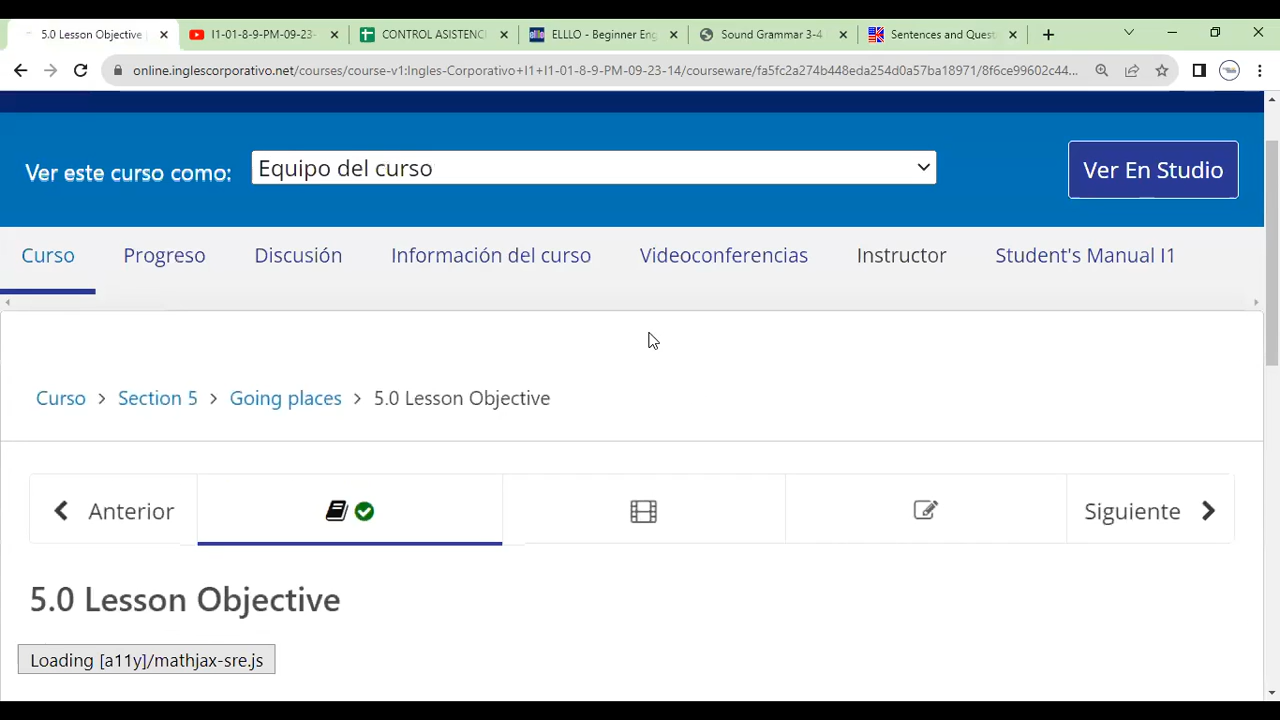 5.0 Lesson Objective
I1-01-8-9-PM-09-23-
CONTROL ASISTENC
ELLLO - Beginner Eng
Sound Grammar 3-4
Sentences and Quest
online.inglescorporativo.net/courses/course-v1:Ingles-Corporativo+I1+I1-01-8-9-PM-09-23-14/courseware/fa5fc2a274b448eda254d0a57ba18971/8f6ce99602c44...
Ver este curso como:
Equipo del curso
Ver En Studio
Curso Progreso Discusión Información del curso Videoconferencias Instructor Student's Manual I1
Curso > Section 5 > Going places > 5.0 Lesson Objective
Anterior
Siguiente
5.0 Lesson Objective
Loading [a11y]/mathjax-sre.js